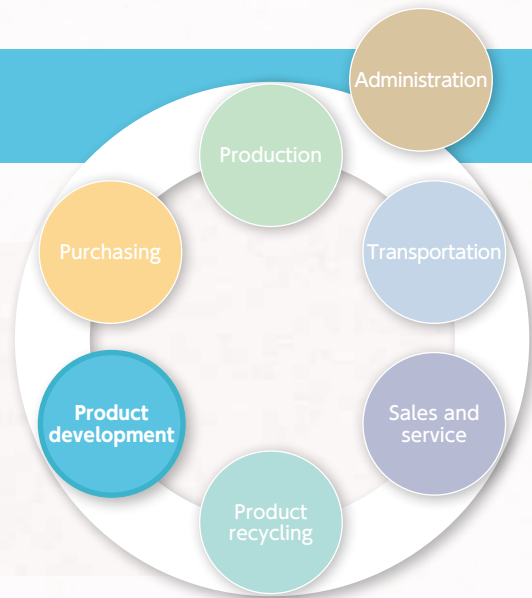 Administration
Production
Purchasing
Transportation
Product
development
Sales and
service
Product
recycling